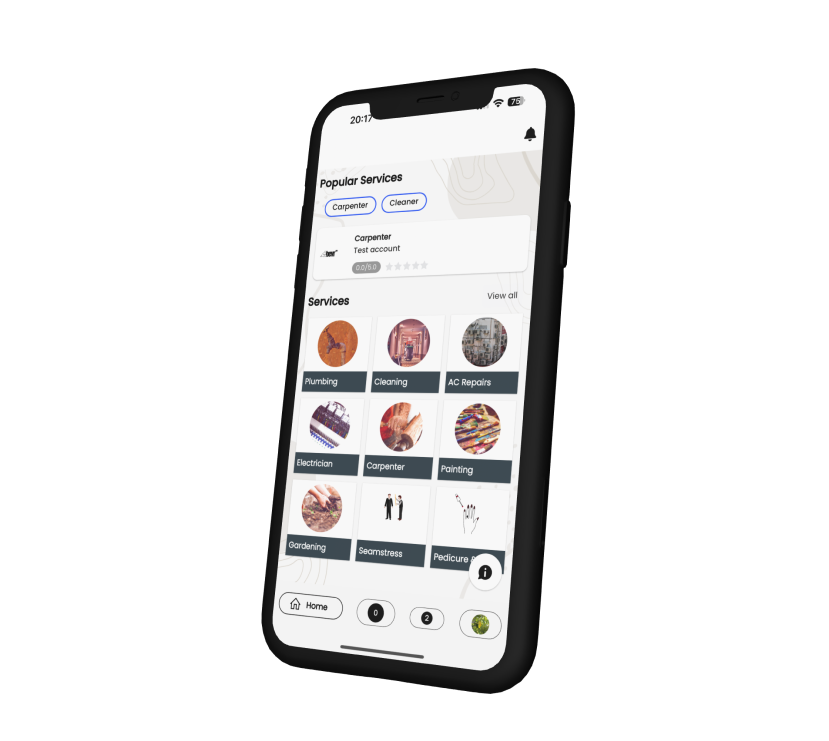 20:17
75
Popular Services
Carpenter Cleaner
Carpenter
Test account
0.0/5.0
Services View all
Plumbing Cleaning AC Repairs
Electrician Carpenter Painting
Gardening Seamstress Pedicure
Home 0 2